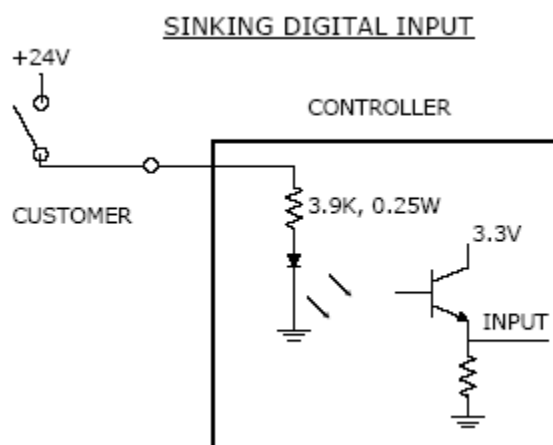 SINKING DIGITAL INPUT
+24V
CONTROLLER
CUSTOMER
3.9K, 0.25W
3.3V
INPUT